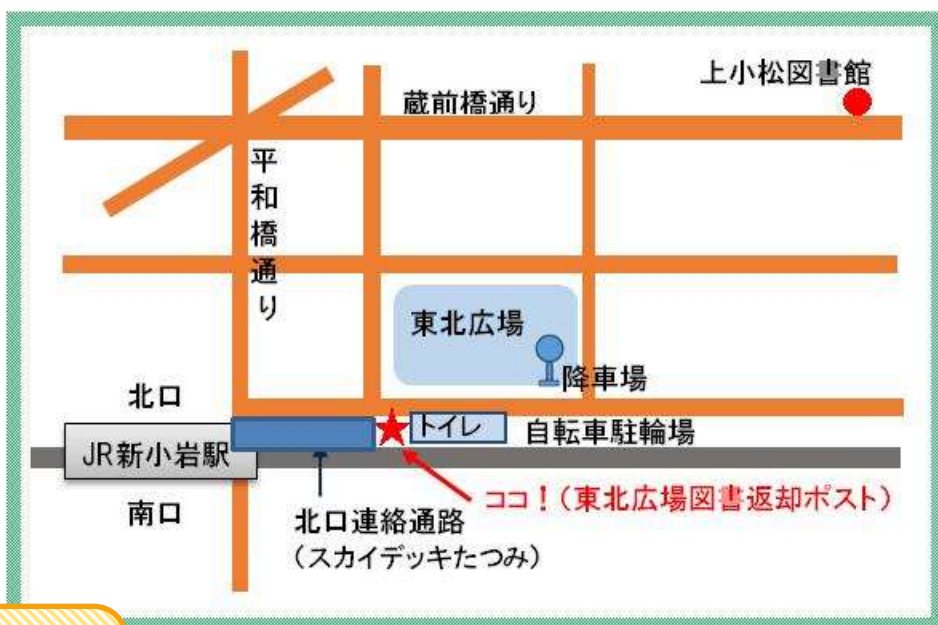 上小松図書館
蔵前橋通り
平和橋通り
東北広場
降車場
北口
トイレ
自転車駐輪場
JR新小岩駅
ココ！（東北広場図書返却ポスト）
南口
北口連絡通路
（スカイデッキたつみ）